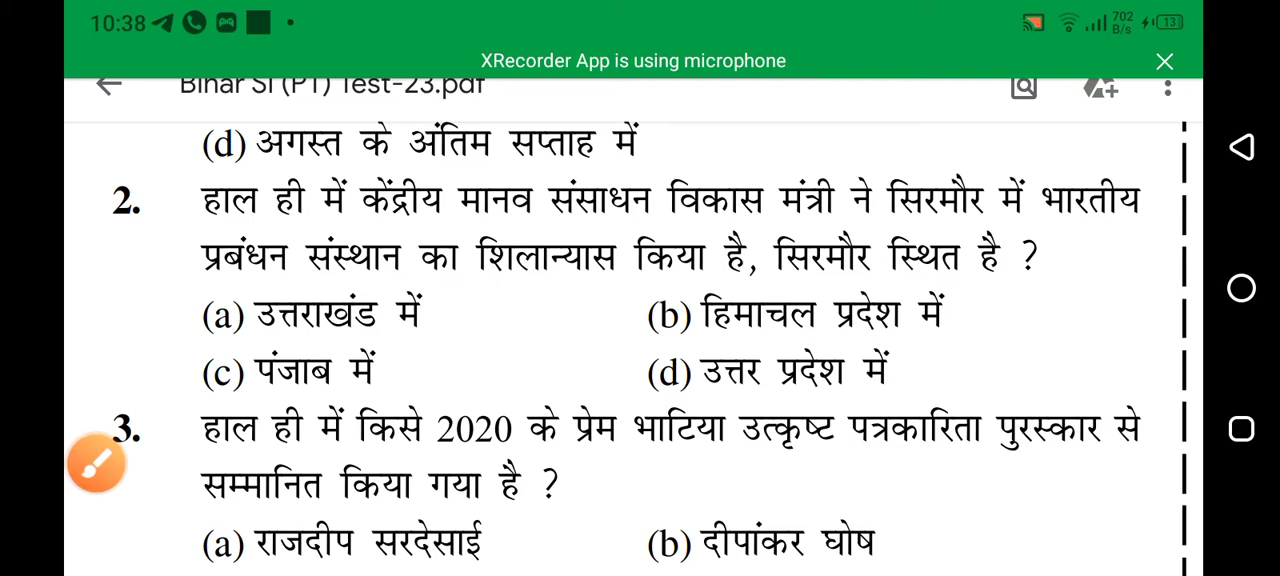 10:38
702 B/s
13
XRecorder App is using microphone
Bihar SI (PT) Test-23.pdf
(d) अगस्त के अंतिम सप्ताह में
2. हाल ही में केंद्रीय मानव संसाधन विकास मंत्री ने सिरमौर में भारतीय
प्रबंधन संस्थान का शिलान्यास किया है, सिरमौर स्थित है ?
(a) उत्तराखंड में (b) हिमाचल प्रदेश में
(c) पंजाब में (d) उत्तर प्रदेश में
3. हाल ही में किसे 2020 के प्रेम भाटिया उत्कृष्ट पत्रकारिता पुरस्कार से
सम्मानित किया गया है ?
(a) राजदीप सरदेसाई (b) दीपांकर घोष